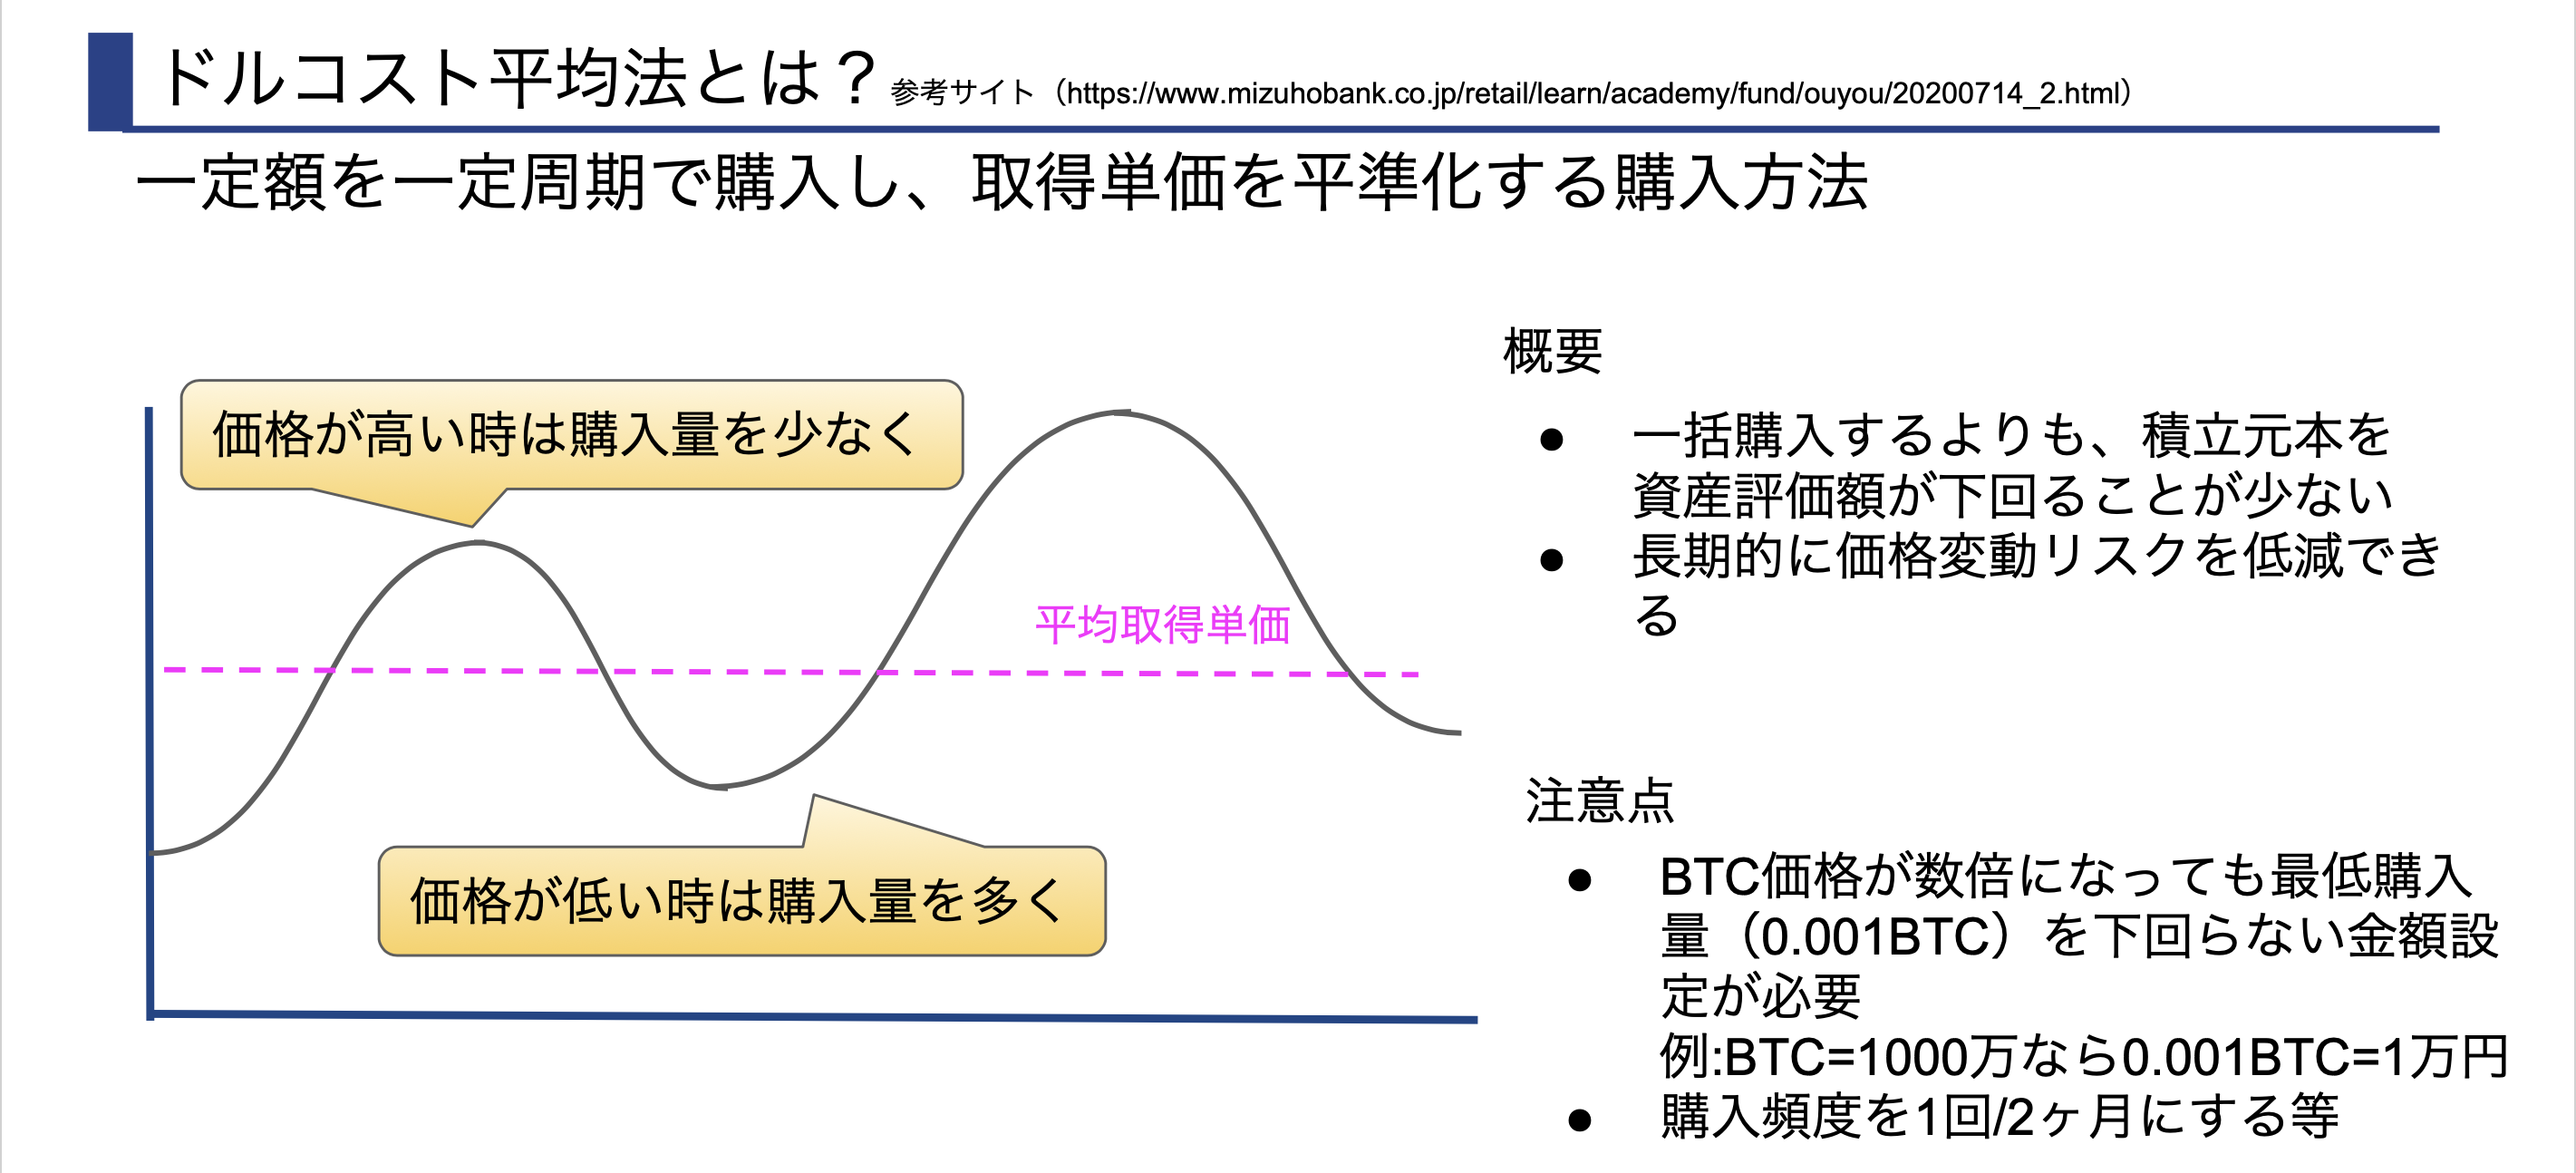 ドルコスト平均法とは？参考サイト（https://www.mizuhobank.co.jp/retail/learn/academy/fund/ouyou/20200714_2.html）
一定額を一定周期で購入し、取得単価を平準化する購入方法
価格が高い時は購入量を少なく
平均取得単価
価格が低い時は購入量を多く
概要
● 一括購入するよりも、積立元本を
資産評価額が下回ることが少ない
● 長期的に価格変動リスクを低減でき
る
注意点
● BTC価格が数倍になっても最低購入
量（0.001BTC）を下回らない金額設
定が必要
例:BTC=1000万なら0.001BTC=1万円
● 購入頻度を1回/2ヶ月にする等